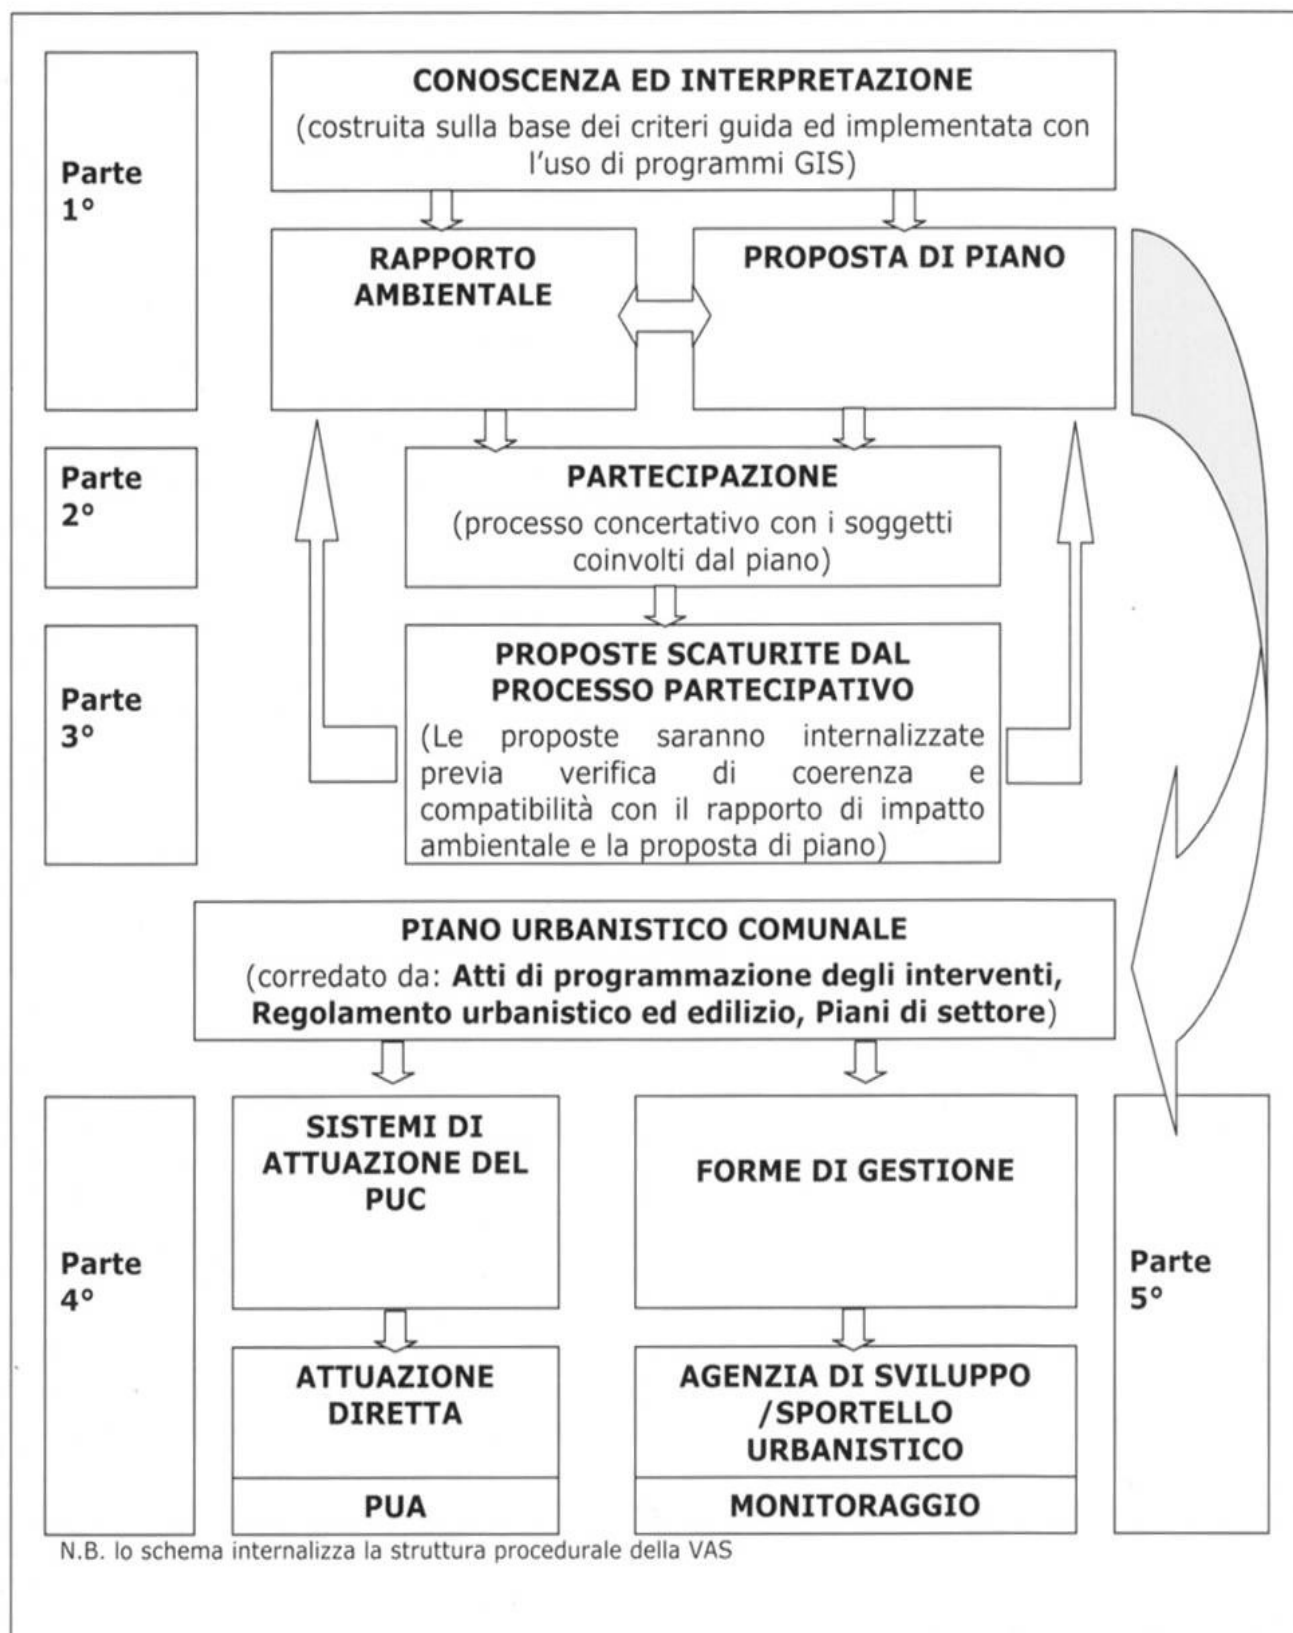 CONOSCENZA ED INTERPRETAZIONE
(costruita sulla base dei criteri guida ed implementata con
l'uso di programmi GIS)
Parte
1°
RAPPORTO
AMBIENTALE
PROPOSTA DI PIANO
Parte
2°
PARTECIPAZIONE
(processo concertativo con i soggetti
coinvolti dal piano)
Parte
3°
PROPOSTE SCATURITE DAL
PROCESSO PARTECIPATIVO
(Le proposte saranno internalizzate
previa verifica di coerenza e
compatibilità con il rapporto di impatto
ambientale e la proposta di piano)
PIANO URBANISTICO COMUNALE
(corredato da: Atti di programmazione degli interventi,
Regolamento urbanistico ed edilizio, Piani di settore)
Parte
4°
SISTEMI DI
ATTUAZIONE DEL
PUC
FORME DI GESTIONE
Parte
5°
ATTUAZIONE
DIRETTA
AGENZIA DI SVILUPPO
/SPORTELLO
URBANISTICO
PUA
MONITORAGGIO
N.B. lo schema internalizza la struttura procedurale della VAS